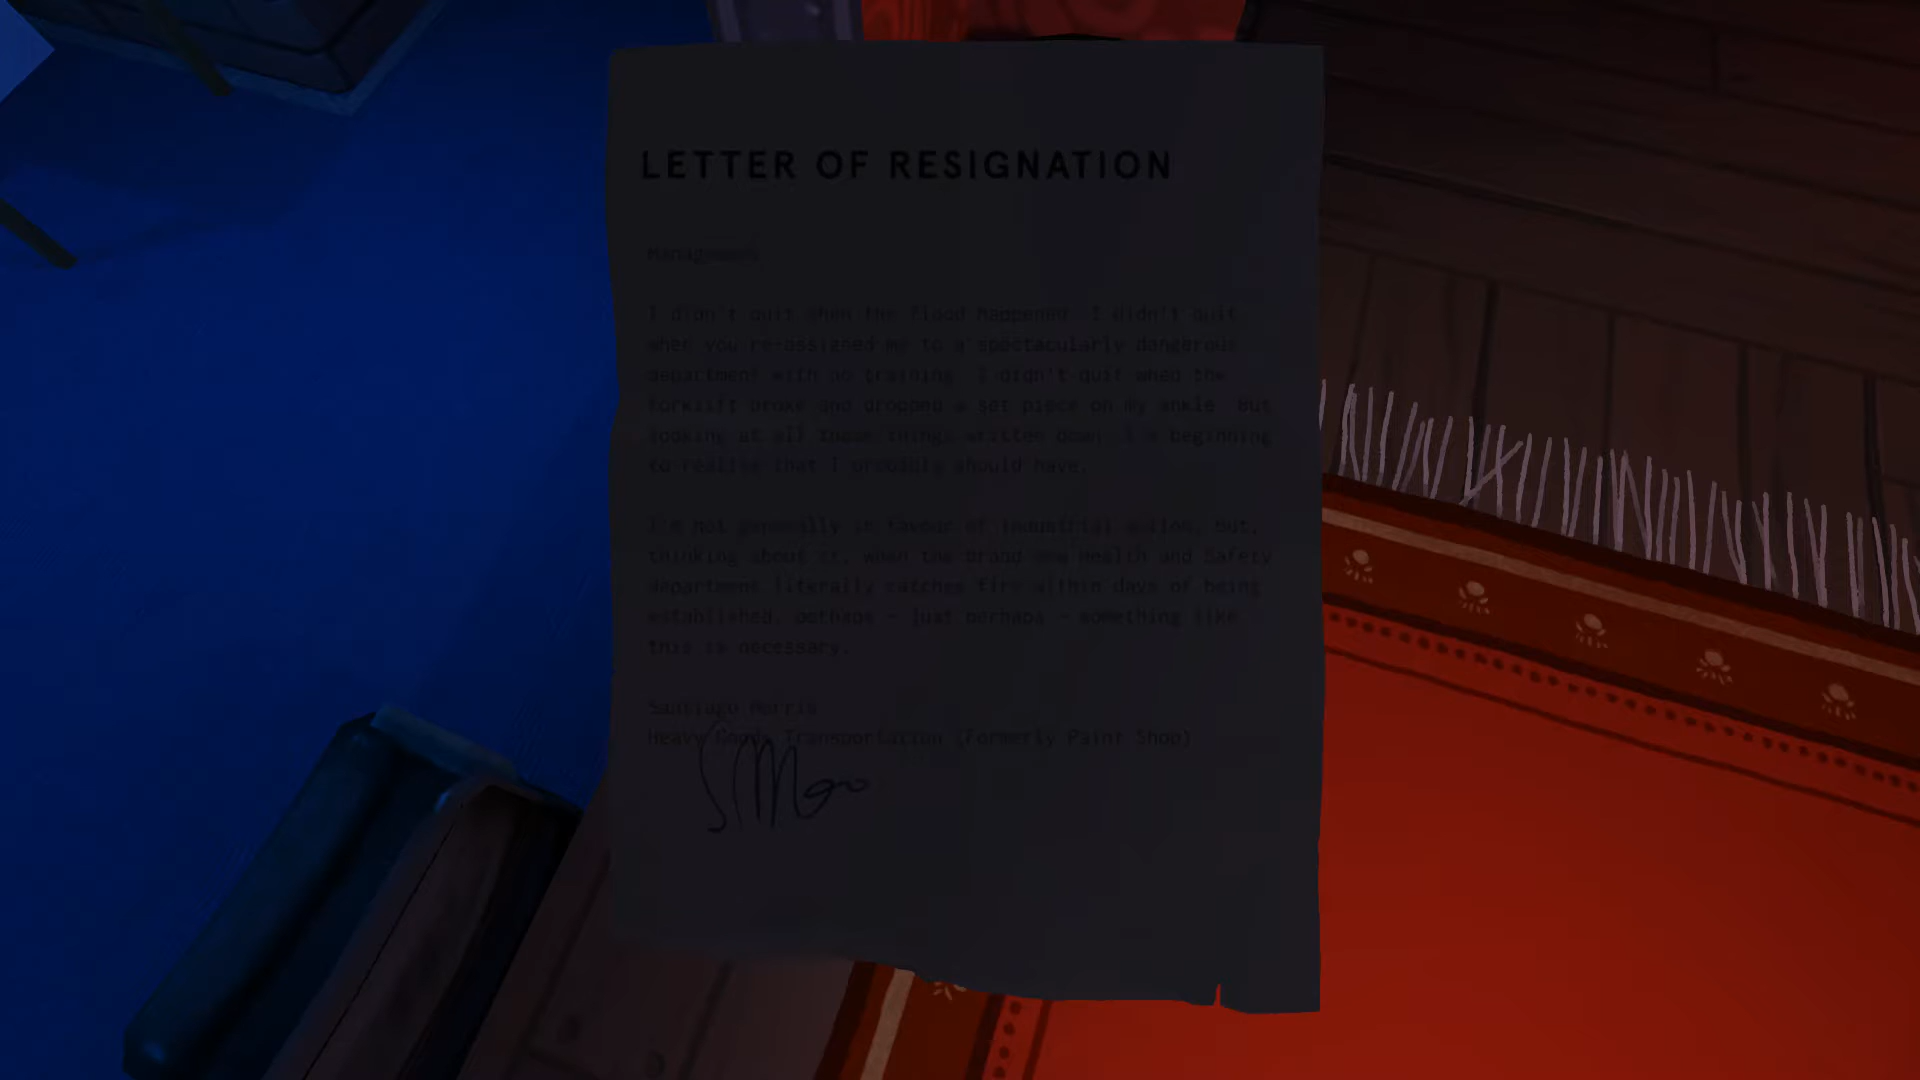 LETTER OF RESIGNATION
Management
I didn't quit when the flood happened. I didn't quit
when you re-assigned me to a spectacularly dangerous
department with no training. I didn't quit when the
forklift broke and dropped a set piece on my ankle. But
looking at all these things written down, I'm beginning
to realise that I probably should have.
I'm not generally in favour of industrial action, but,
thinking about it, when the brand new Health and Safety
department literally catches fire within days of being
established, perhaps - just perhaps - something like
this is necessary.
Santiago Morris
Heavy Goods Transportation (Formerly Paint Shop)